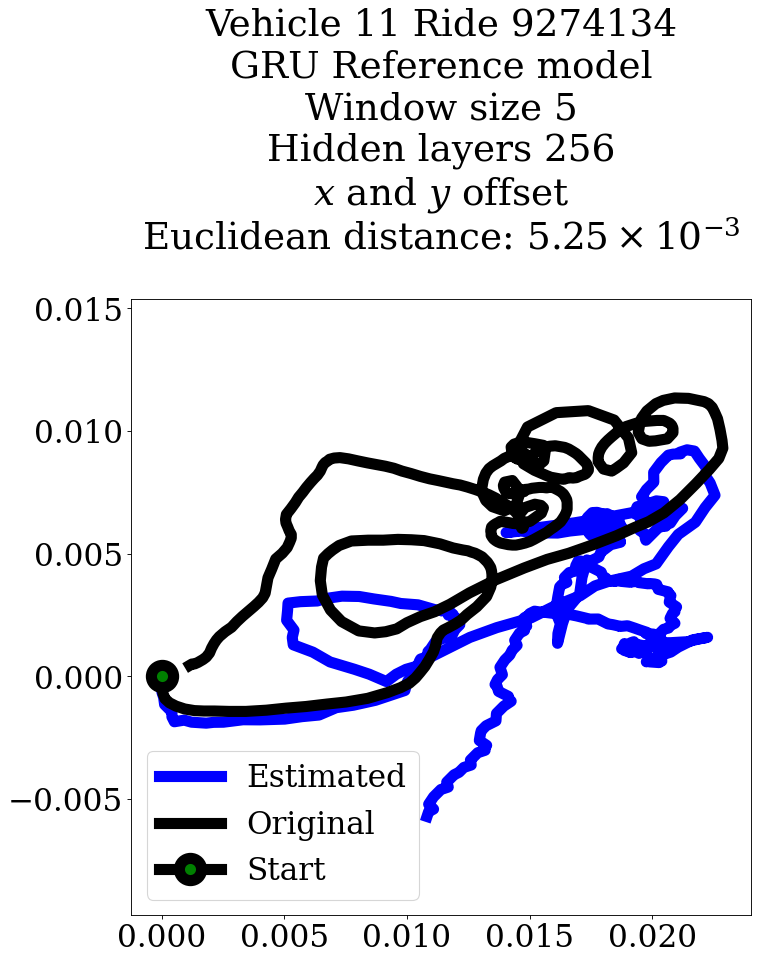 Vehicle 11 Ride 9274134
GRU Reference model
Window size 5
Hidden layers 256
x and y offset
Euclidean distance: 5.25 × 10⁻³
0.015
0.010
0.005
0.000
−0.005
Estimated
Original
Start
0.000 0.005 0.010 0.015 0.020